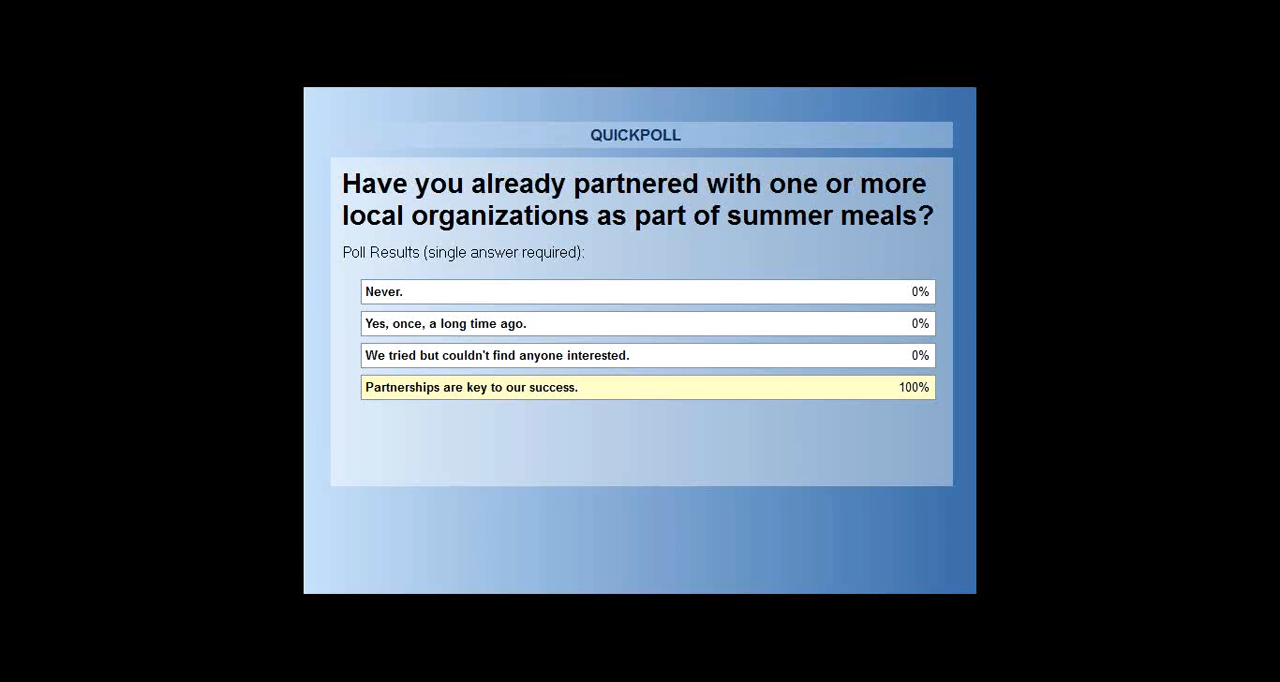 QUICKPOLL
Have you already partnered with one or more
local organizations as part of summer meals?
Poll Results (single answer required):
Never. 0%
Yes, once, a long time ago. 0%
We tried but couldn't find anyone interested. 0%
Partnerships are key to our success. 100%